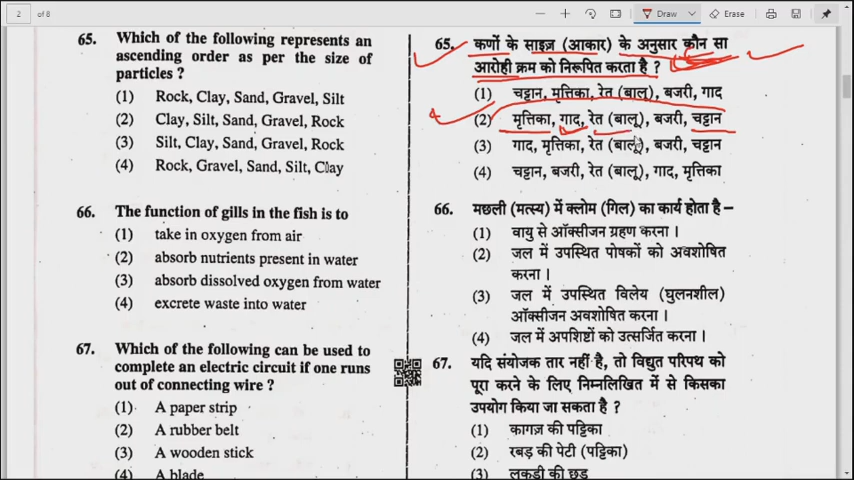 2 of 8
Draw
Erase
65. Which of the following represents an
ascending order as per the size of
particles ?
(1) Rock, Clay, Sand, Gravel, Silt
(2) Clay, Silt, Sand, Gravel, Rock
(3) Silt, Clay, Sand, Gravel, Rock
(4) Rock, Gravel, Sand, Silt, Clay
66. The function of gills in the fish is to
(1) take in oxygen from air
(2) absorb nutrients present in water
(3) absorb dissolved oxygen from water
(4) excrete waste into water
67. Which of the following can be used to
complete an electric circuit if one runs
out of connecting wire ?
(1) A paper strip
(2) A rubber belt
(3) A wooden stick
(4) A blade
65. कणों के साइज़ (आकार) के अनुसार कौन सा
आरोही क्रम को निरूपित करता है ?
(1) चट्टान, मृत्तिका, रेत (बालू), बजरी, गाद
(2) मृत्तिका, गाद, रेत (बालू), बजरी, चट्टान
(3) गाद, मृत्तिका, रेत (बालू), बजरी, चट्टान
(4) चट्टान, बजरी, रेत (बालू), गाद, मृत्तिका
66. मछली (मत्स्य) में क्लोम (गिल) का कार्य होता है –
(1) वायु से ऑक्सीजन ग्रहण करना ।
(2) जल में उपस्थित पोषकों को अवशोषित
करना ।
(3) जल में उपस्थित विलेय (घुलनशील)
ऑक्सीजन अवशोषित करना ।
(4) जल में अपशिष्टों को उत्सर्जित करना ।
67. यदि संयोजक तार नहीं है, तो विद्युत परिपथ को
पूरा करने के लिए निम्नलिखित में से किसका
उपयोग किया जा सकता है ?
(1) कागज़ की पट्टिका
(2) रबड़ की पेटी (पट्टिका)
(3) लकड़ी की छड़